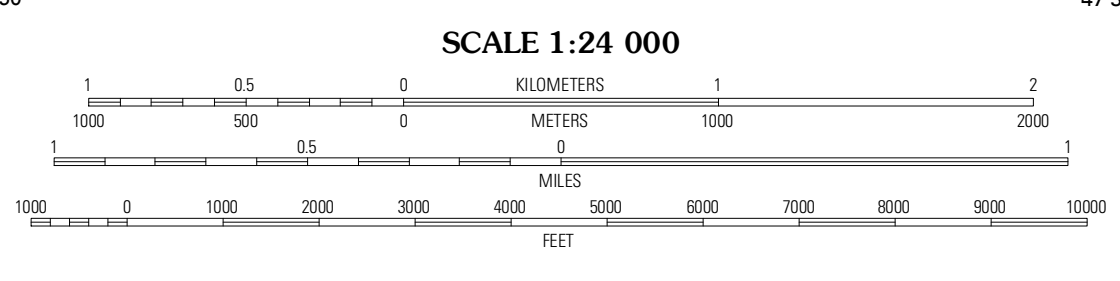 SCALE 1:24 000
1 0.5 0 KILOMETERS 1 2
1000 500 0 METERS 1000 2000
1 0.5 0 1
MILES
1000 0 1000 2000 3000 4000 5000 6000 7000 8000 9000 10000
FEET